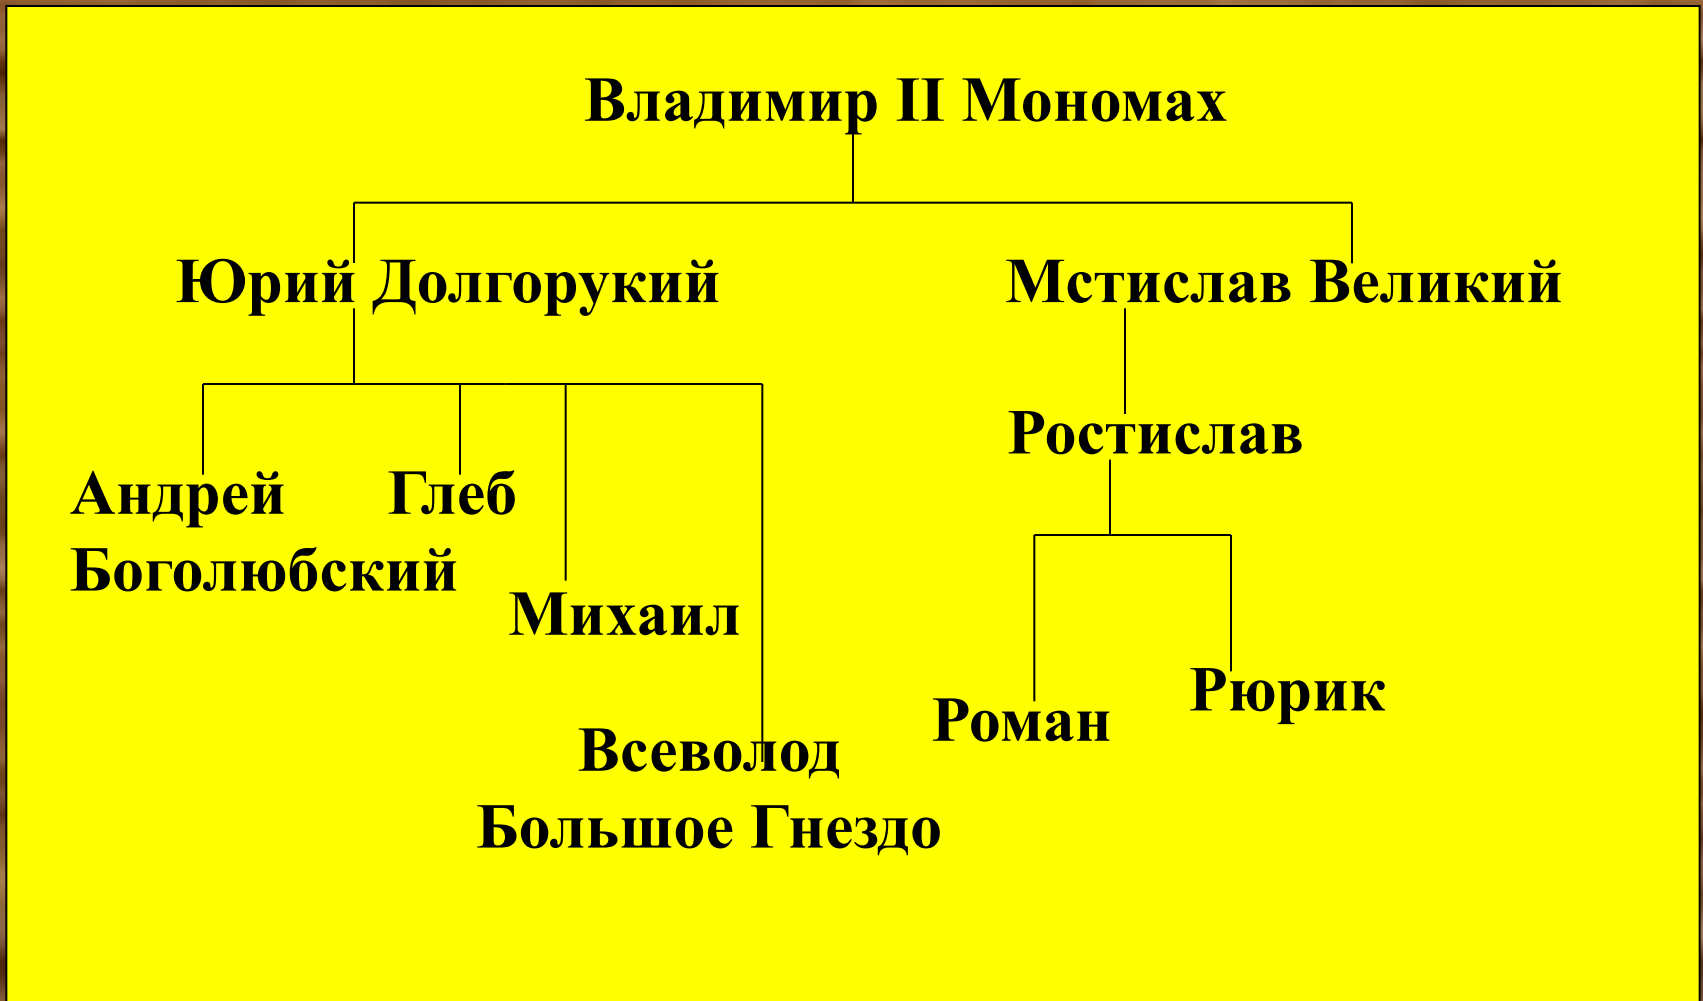 Владимир II Мономах
Юрий Долгорукий
Мстислав Великий
Ростислав
Андрей
Боголюбский
Глеб
Михаил
Рюрик
Роман
Всеволод
Большое Гнездо